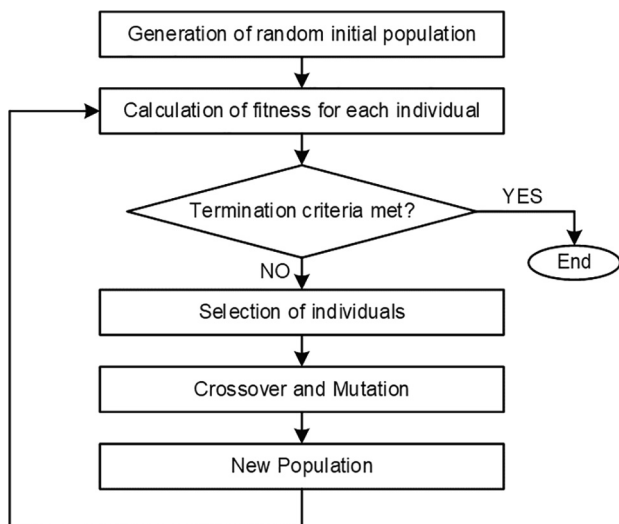 Generation of random initial population
Calculation of fitness for each individual
Termination criteria met?
YES
End
NO
Selection of individuals
Crossover and Mutation
New Population